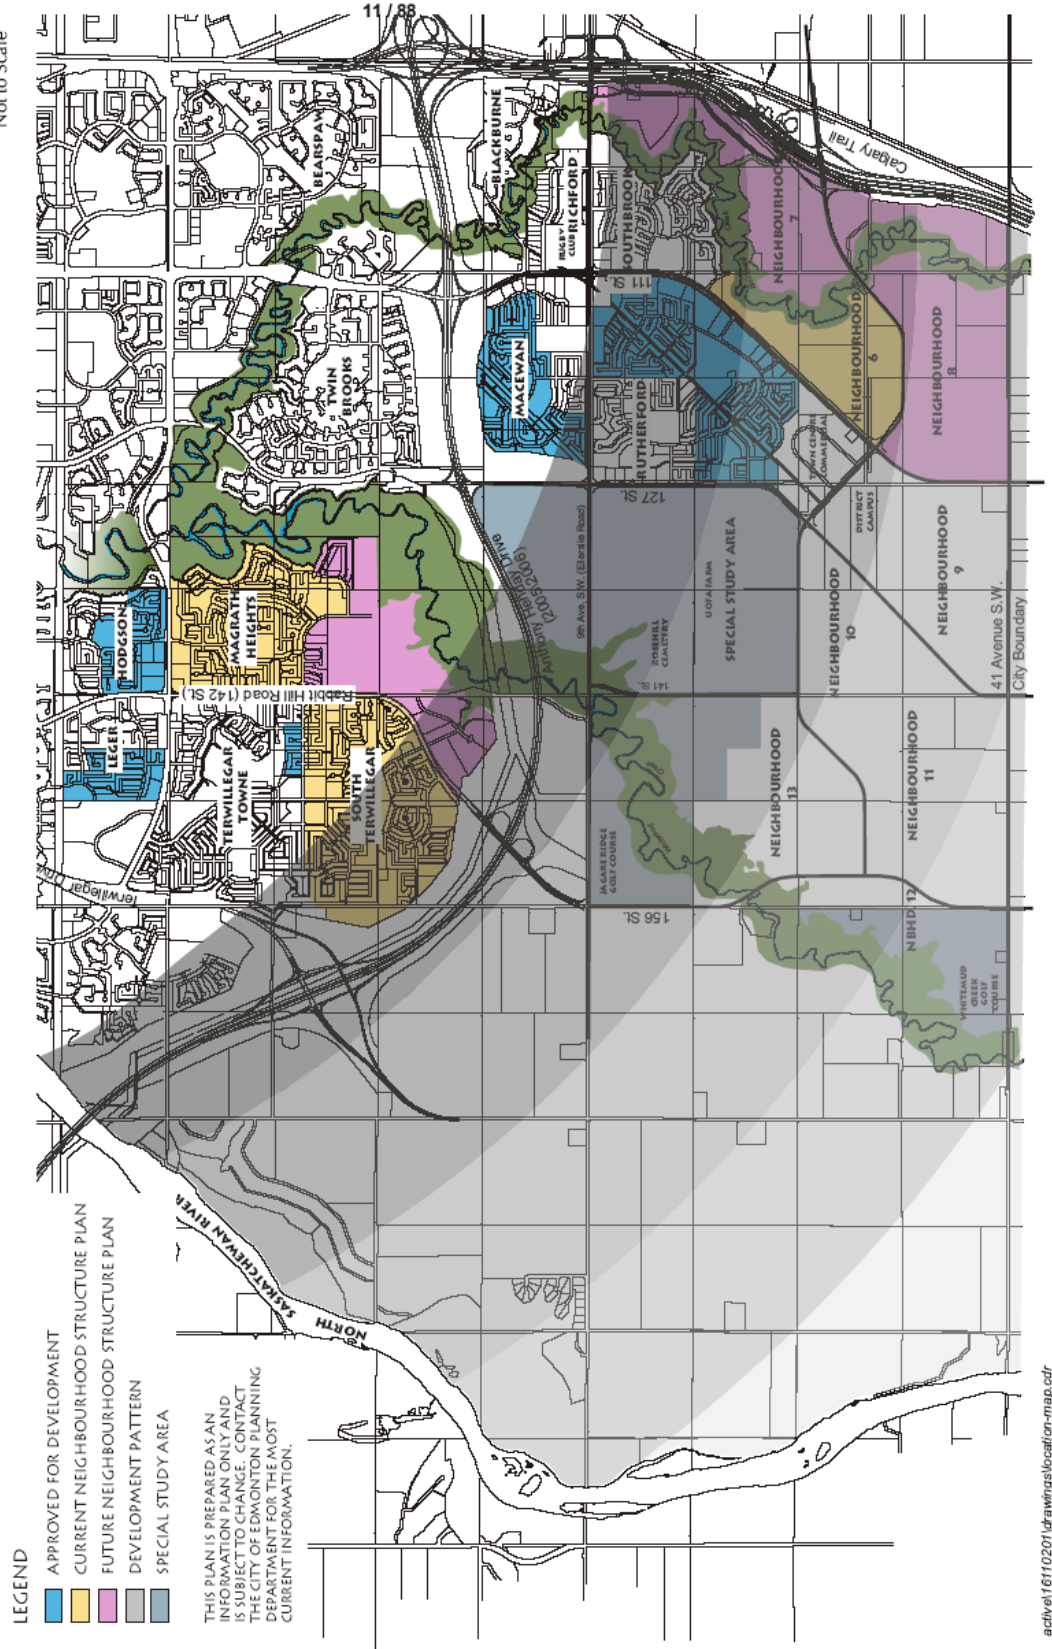 Not to Scale
11 / 88
BEARSPAW
BLACKBURNE
RUGBY
CLUB
RICHFORD
SOUTHBROOK
Calgary Trail
NEIGHBOURHOOD
7
111 St.
TWIN
BROOKS
MACEWAN
RUTHERFORD
TOWN CENTRE
COMMERCIAL
NEIGHBOURHOOD
6
NEIGHBOURHOOD
8
127 St.
Anthony Henday Drive
(2005/2006)
9th Ave, S.W. (Ellerslie Road)
U OF A FARM
SPECIAL STUDY AREA
DISTRICT
CAMPUS
NEIGHBOURHOOD
9
HODGSON
MAGRATH
HEIGHTS
Rabbit Hill Road (142 St.)
ROSEHILL
CEMETERY
141 St.
NEIGHBOURHOOD
10
41 Avenue S.W.
City Boundary
LEGER
TERWILLEGAR
TOWNE
SOUTH
TERWILLEGAR
Terwillegar Drive
JAGARE RIDGE
GOLF COURSE
NEIGHBOURHOOD
13
NEIGHBOURHOOD
11
156 St.
NBHD. 12
WHITEMUD
CREEK
GOLF
COURSE
NORTH
SASKATCHEWAN RIVER
LEGEND
APPROVED FOR DEVELOPMENT
CURRENT NEIGHBOURHOOD STRUCTURE PLAN
FUTURE NEIGHBOURHOOD STRUCTURE PLAN
DEVELOPMENT PATTERN
SPECIAL STUDY AREA
THIS PLAN IS PREPARED AS AN
INFORMATION PLAN ONLY AND
IS SUBJECT TO CHANGE. CONTACT
THE CITY OF EDMONTON PLANNING
DEPARTMENT FOR THE MOST
CURRENT INFORMATION.
active\16110201\drawings\location-map.cdr